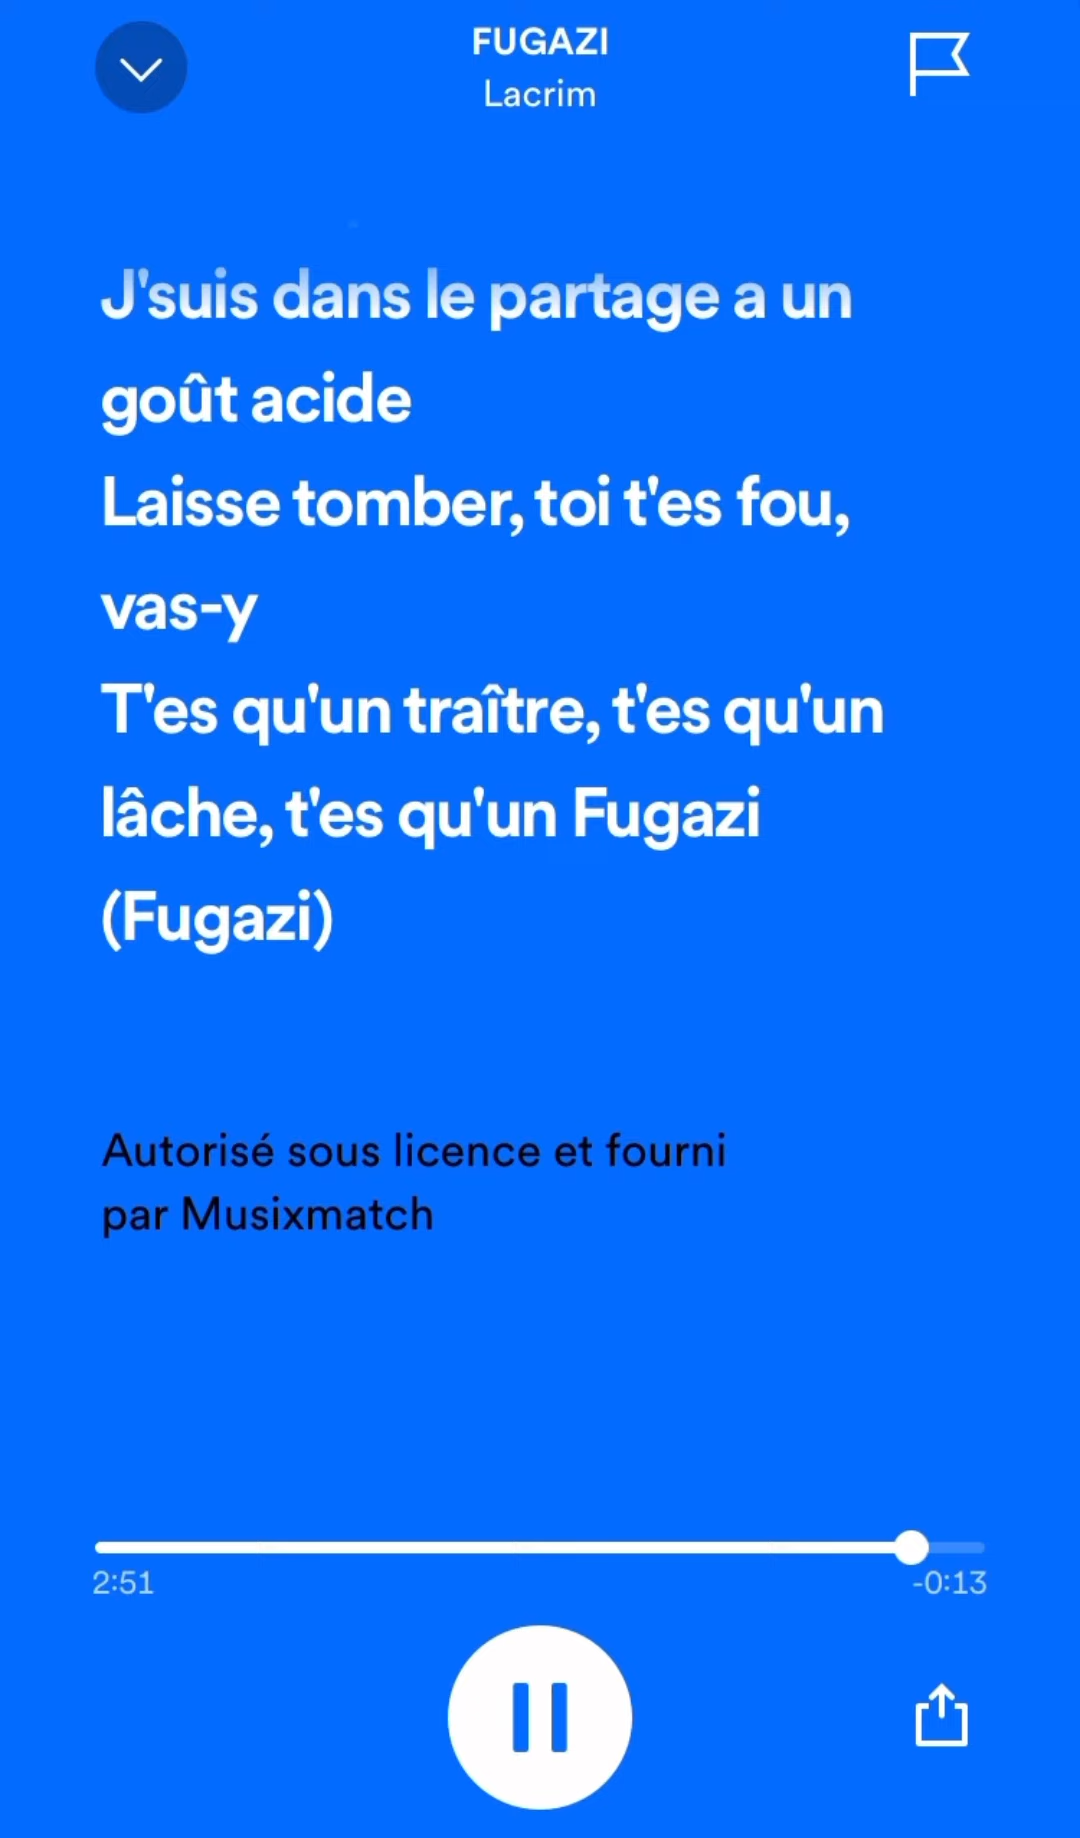 FUGAZI
Lacrim
J'suis dans le partage a un
goût acide
Laisse tomber, toi t'es fou,
vas-y
T'es qu'un traître, t'es qu'un
lâche, t'es qu'un Fugazi
(Fugazi)
Autorisé sous licence et fourni
par Musixmatch
2:51
-0:13